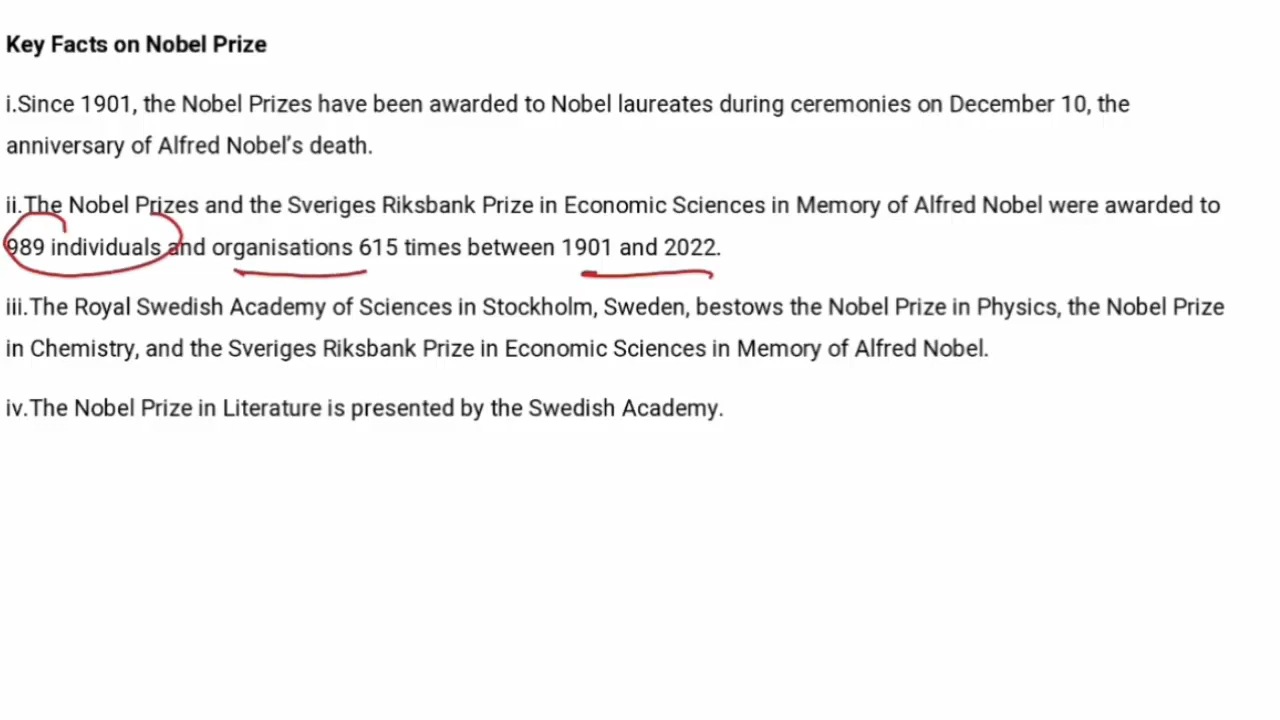 Key Facts on Nobel Prize
i.Since 1901, the Nobel Prizes have been awarded to Nobel laureates during ceremonies on December 10, the
anniversary of Alfred Nobel’s death.
ii.The Nobel Prizes and the Sveriges Riksbank Prize in Economic Sciences in Memory of Alfred Nobel were awarded to
989 individuals and organisations 615 times between 1901 and 2022.
iii.The Royal Swedish Academy of Sciences in Stockholm, Sweden, bestows the Nobel Prize in Physics, the Nobel Prize
in Chemistry, and the Sveriges Riksbank Prize in Economic Sciences in Memory of Alfred Nobel.
iv.The Nobel Prize in Literature is presented by the Swedish Academy.